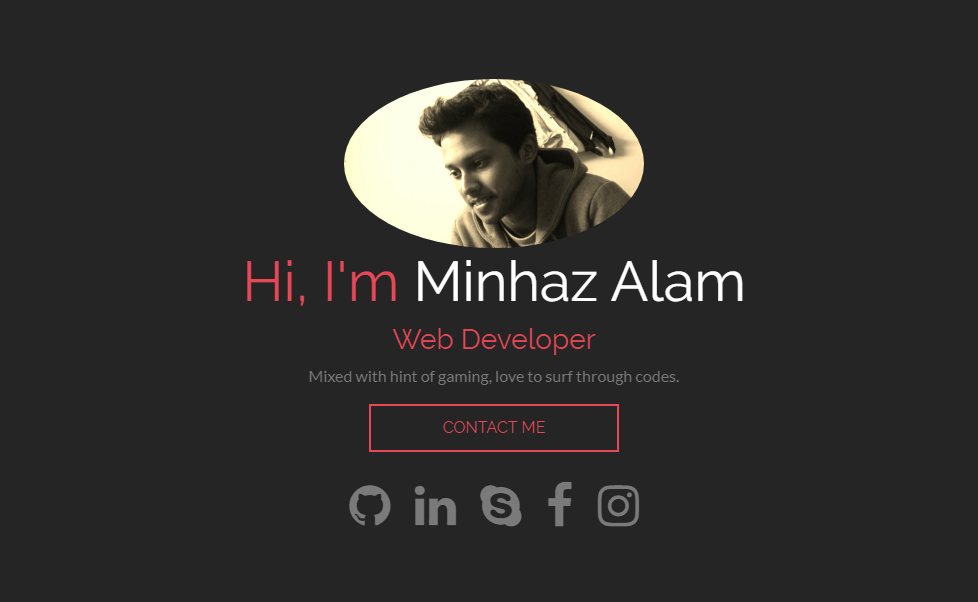 Hi, I'm Minhaz Alam
Web Developer
Mixed with hint of gaming, love to surf through codes.
CONTACT ME